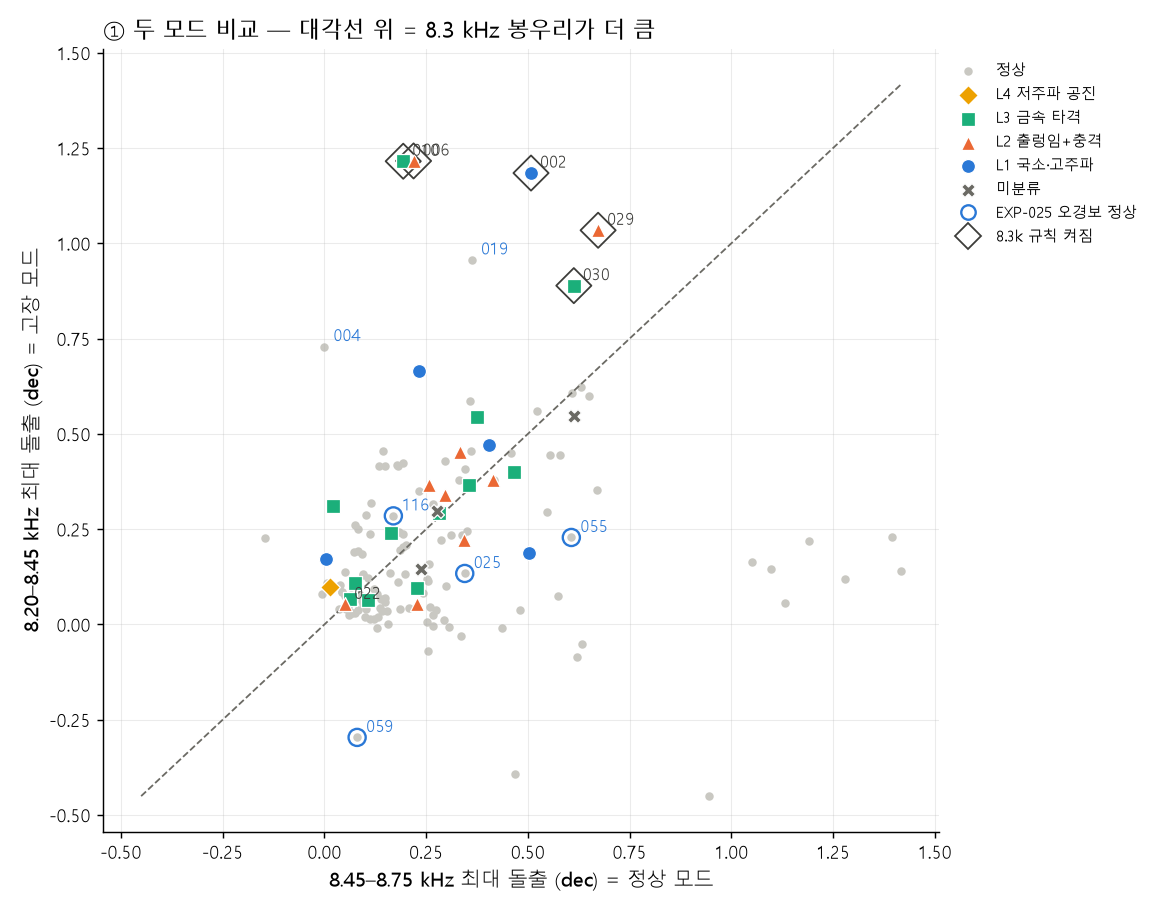 ① 두 모드 비교 — 대각선 위 = 8.3 kHz 봉우리가 더 큼
8.20–8.45 kHz 최대 돌출 (dec) = 고장 모드
1.50
1.25
1.00
0.75
0.50
0.25
0.00
-0.25
-0.50
006
002
029
019
030
004
116
055
025
022
059
정상
L4 저주파 공진
L3 금속 타격
L2 출렁임+충격
L1 국소·고주파
미분류
EXP-025 오경보 정상
8.3k 규칙 켜짐
-0.50
-0.25
0.00
0.25
0.50
0.75
1.00
1.25
1.50
8.45–8.75 kHz 최대 돌출 (dec) = 정상 모드